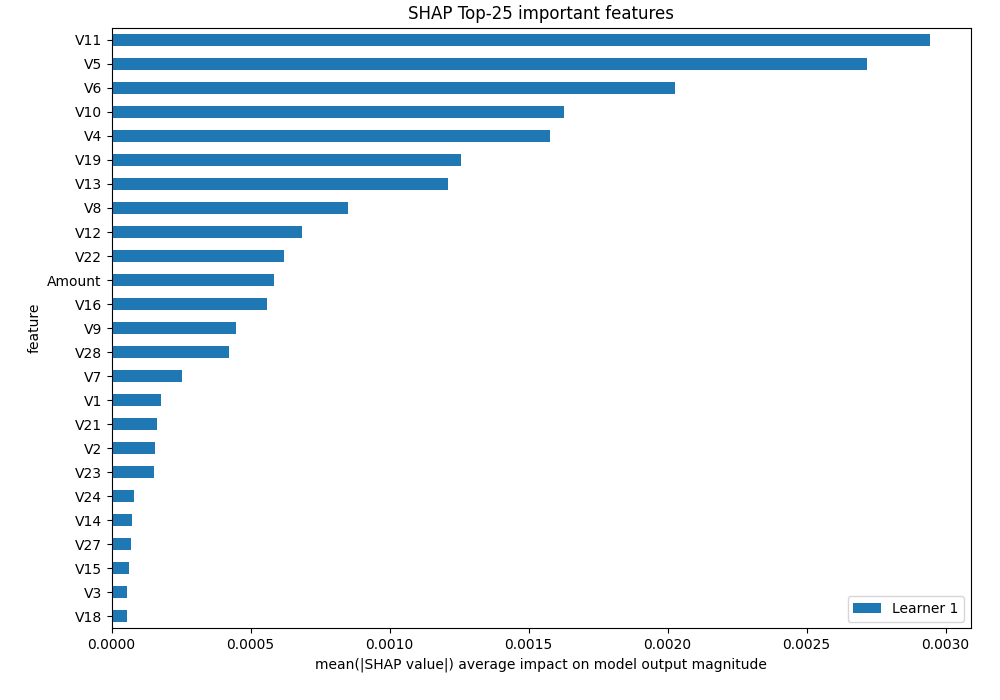 SHAP Top-25 important features
V11
V5
V6
V10
V4
V19
V13
V8
V12
V22
Amount
V16
V9
V28
V7
V1
V21
V2
V23
V24
V14
V27
V15
V3
V18
feature
Learner 1
0.0000 0.0005 0.0010 0.0015 0.0020 0.0025 0.003
mean(|SHAP value|) average impact on model output magnitude